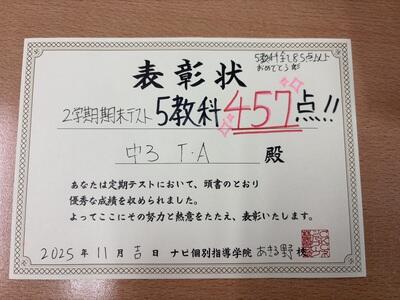 5教科全て85点以上
おめでとう!!
表彰状
2学期期末テスト 5教科457点!!
中3 T・A 殿
あなたは定期テストにおいて、頭書のとおり
優秀な成績を収められました。
よってここにその努力と熱意をたたえ、表彰いたします。
2025年11月吉日 ナビ個別指導学院 あきる野校